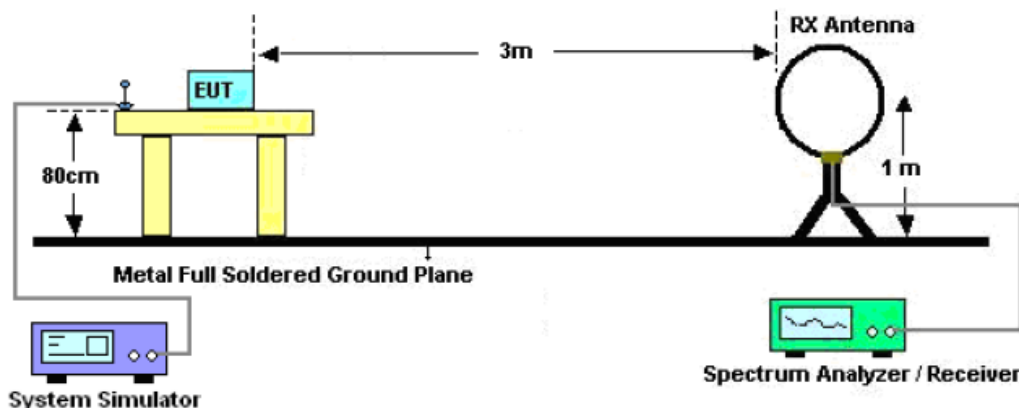 RX Antenna
3m
EUT
80cm
1 m
Metal Full Soldered Ground Plane
System Simulator
Spectrum Analyzer / Receiver